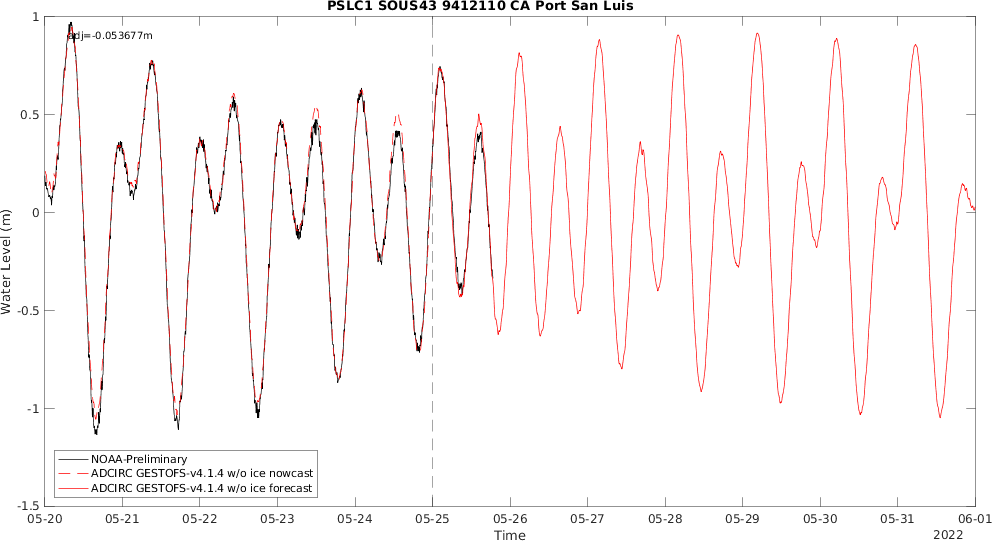 PSLC1 SOUS43 9412110 CA Port San Luis
adj=-0.053677m
1
0.5
0
-0.5
-1
-1.5
Water Level (m)
NOAA-Preliminary
ADCIRC GESTOFS-v4.1.4 w/o ice nowcast
ADCIRC GESTOFS-v4.1.4 w/o ice forecast
05-20 05-21 05-22 05-23 05-24 05-25 05-26 05-27 05-28 05-29 05-30 05-31 06-01
Time
2022